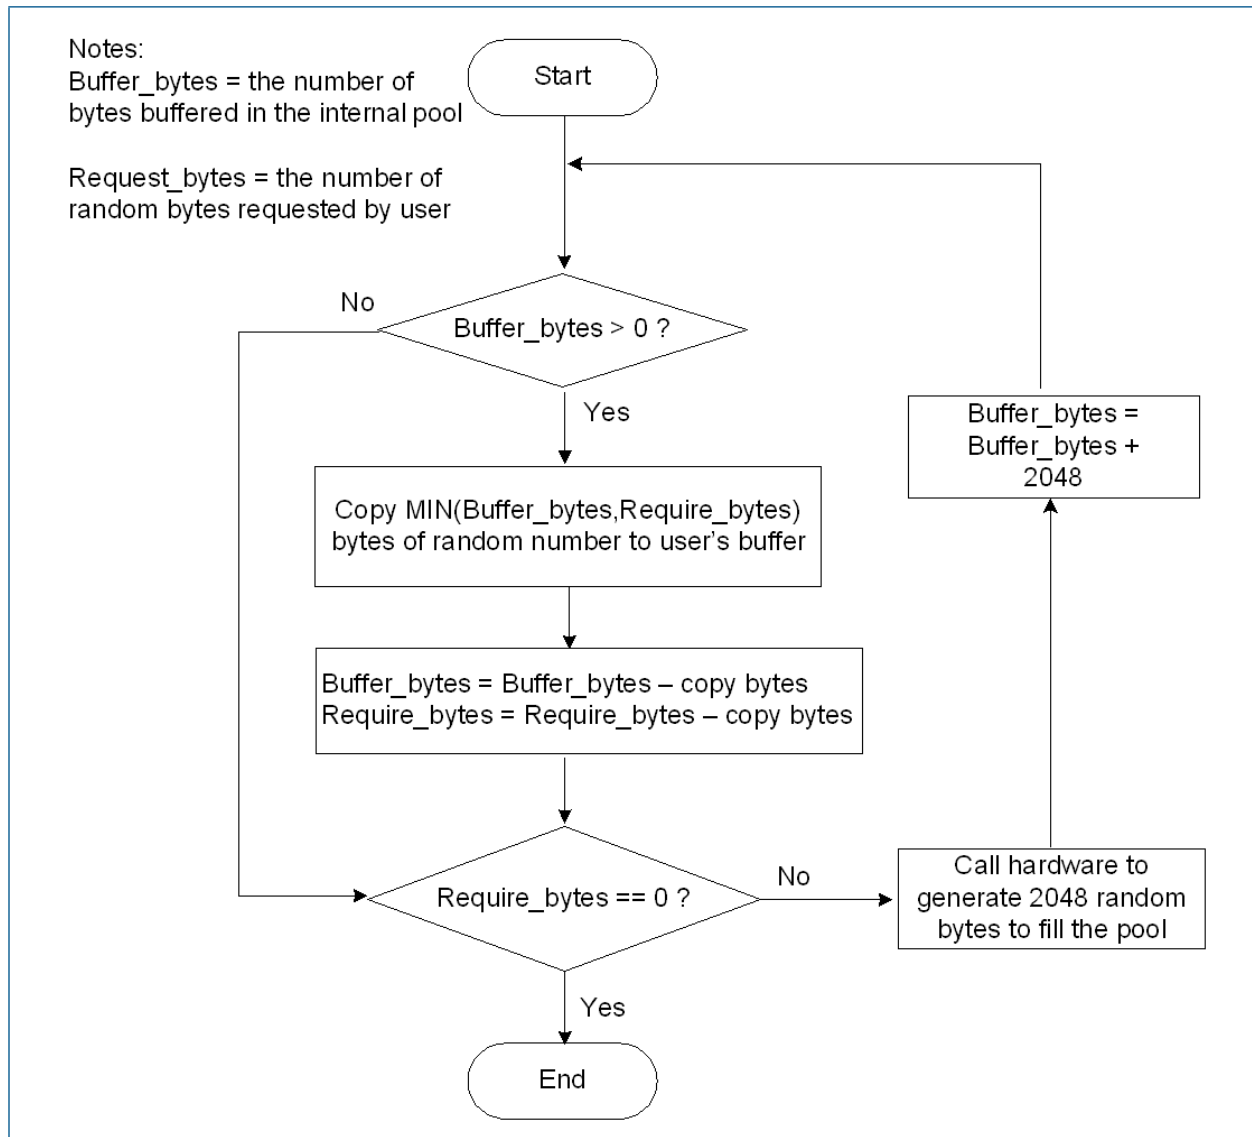 Notes:
Buffer_bytes = the number of
bytes buffered in the internal pool
Request_bytes = the number of
random bytes requested by user
Start
No
Buffer_bytes > 0 ?
Yes
Buffer_bytes =
Buffer_bytes +
2048
Copy MIN(Buffer_bytes,Require_bytes)
bytes of random number to user’s buffer
Buffer_bytes = Buffer_bytes – copy bytes
Require_bytes = Require_bytes – copy bytes
Require_bytes == 0 ?
No
Call hardware to
generate 2048 random
bytes to fill the pool
Yes
End